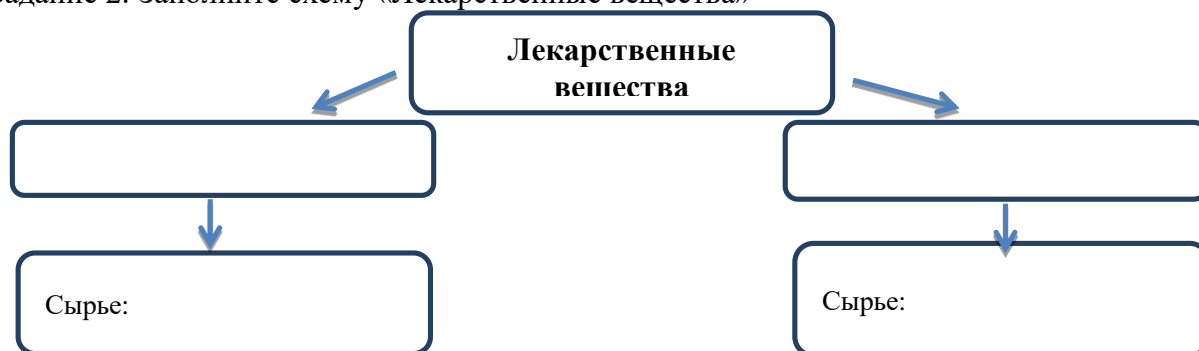 Задание 2. Заполните схему «Лекарственные вещества»
Лекарственные
вещества
Сырье:
Сырье: